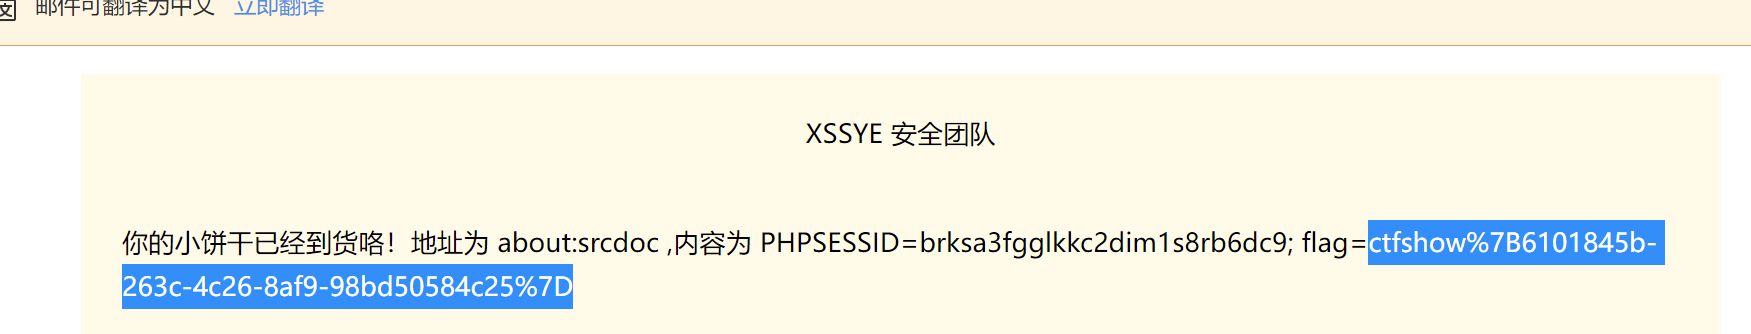 邮件可翻译为中文 立即翻译
XSSYE 安全团队
你的小饼干已经到货咯！地址为 about:srcdoc ,内容为 PHPSESSID=brksa3fgglkkc2dim1s8rb6dc9; flag=ctfshow%7B6101845b-
263c-4c26-8af9-98bd50584c25%7D